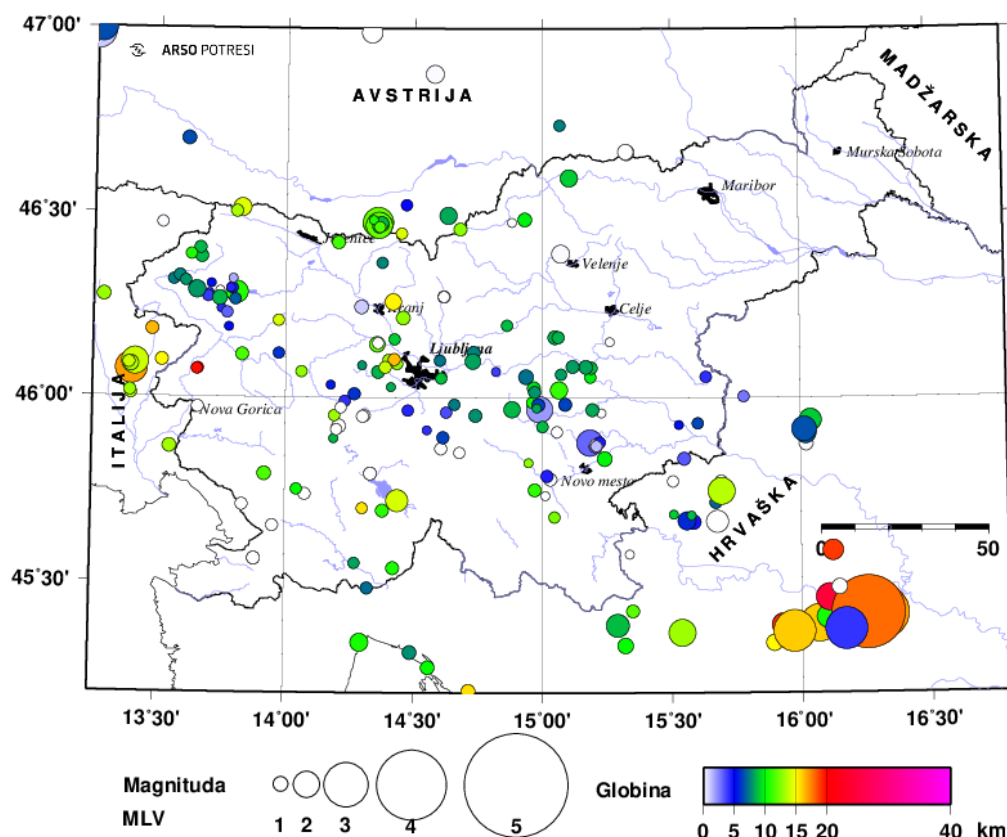 47˚00'
ARSO POTRESI
AVSTRIJA
MADŽARSKA
Murska Sobota
Maribor
46˚30'
Velenje
Kranj
Celje
Ljubljana
46˚00'
Nova Gorica
ITALIJA
Novo mesto
HRVAŠKA
0
50
45˚30'
13˚30' 14˚00' 14˚30' 15˚00' 15˚30' 16˚00' 16˚30'
Magnituda
MLV
1 2 3 4 5
Globina
0 5 10 15 20 40 km